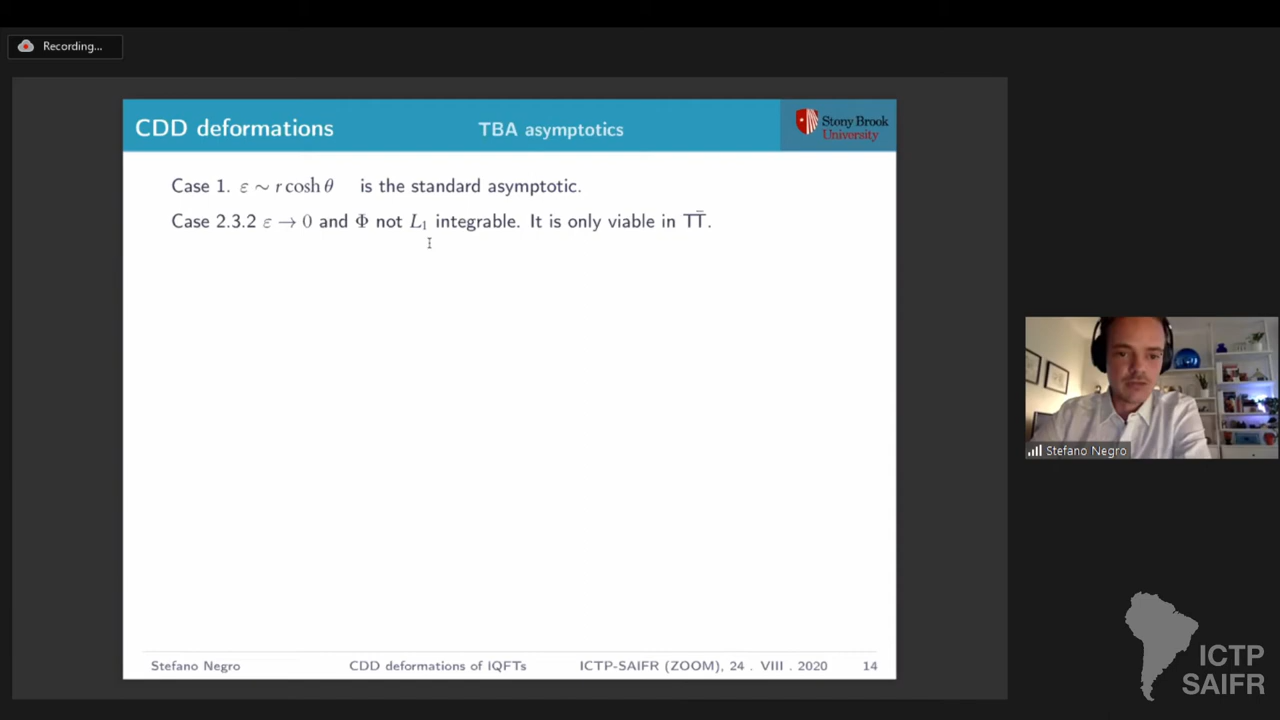 Recording...
CDD deformations
TBA asymptotics
Stony Brook
University
Case 1. ε ∼ r cosh θ is the standard asymptotic.
Case 2.3.2 ε → 0 and Φ not L₁ integrable. It is only viable in TT̄.
Stefano Negro
Stefano Negro CDD deformations of IQFTs ICTP-SAIFR (ZOOM), 24 . VIII . 2020 14
ICTP
SAIFR